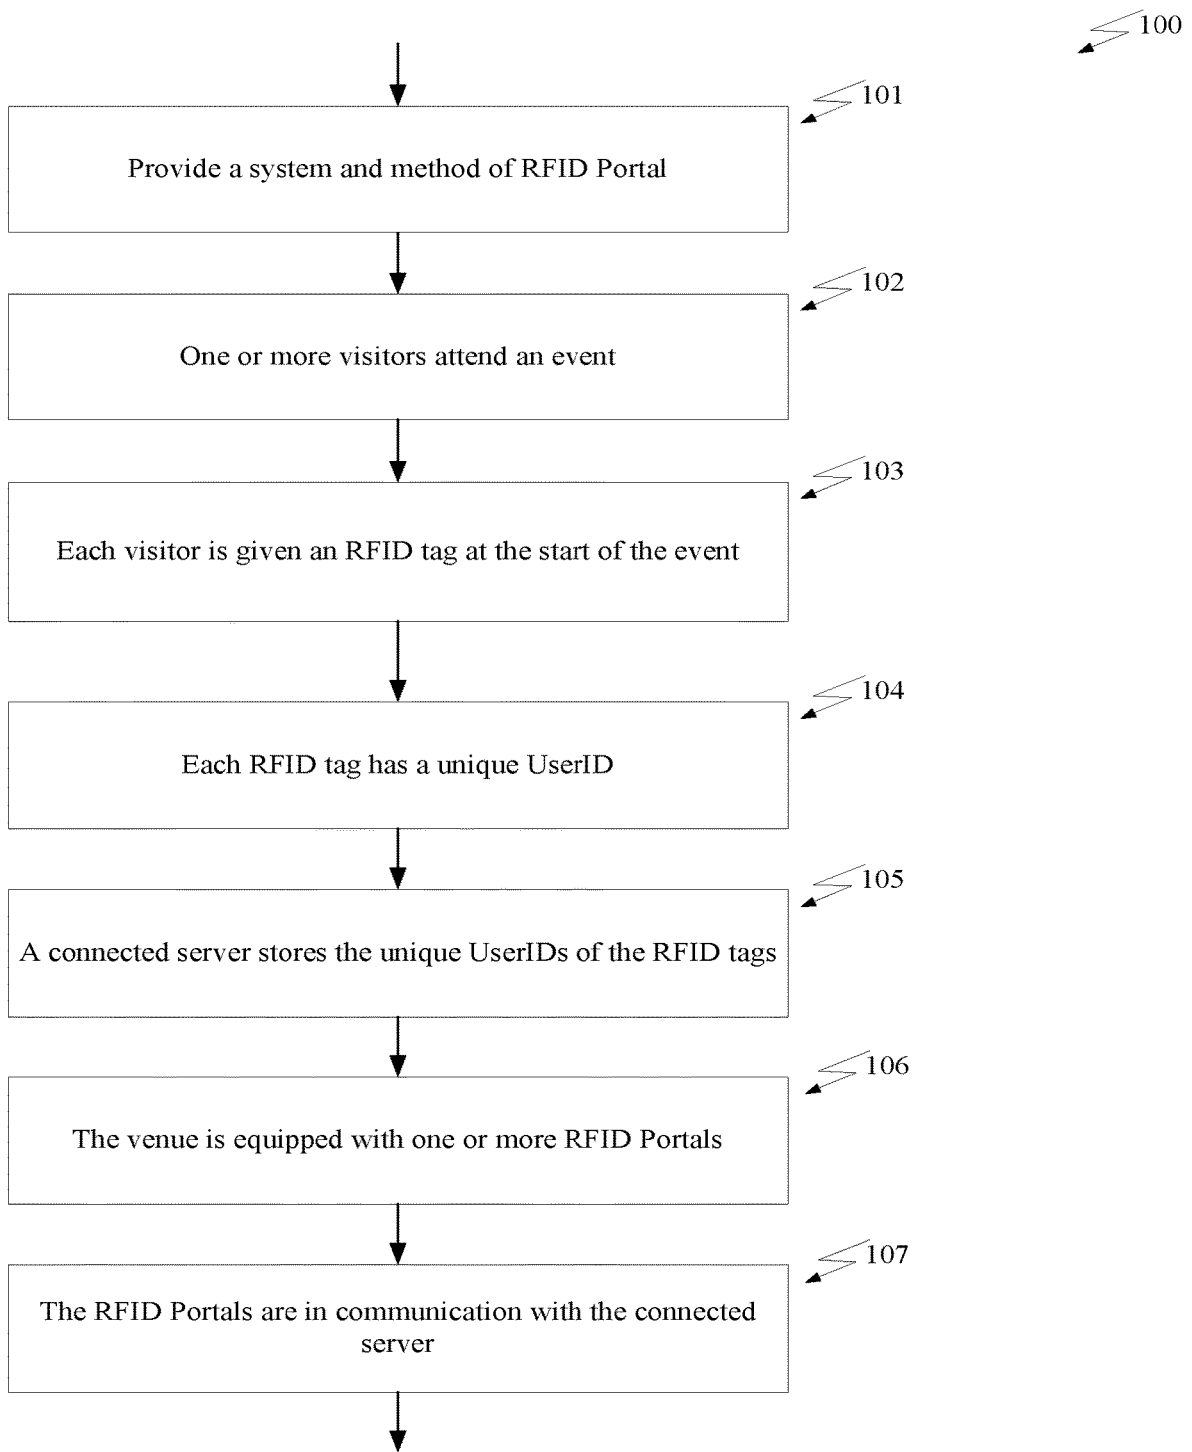 100
101
Provide a system and method of RFID Portal
102
One or more visitors attend an event
103
Each visitor is given an RFID tag at the start of the event
104
Each RFID tag has a unique UserID
105
A connected server stores the unique UserIDs of the RFID tags
106
The venue is equipped with one or more RFID Portals
107
The RFID Portals are in communication with the connected
server